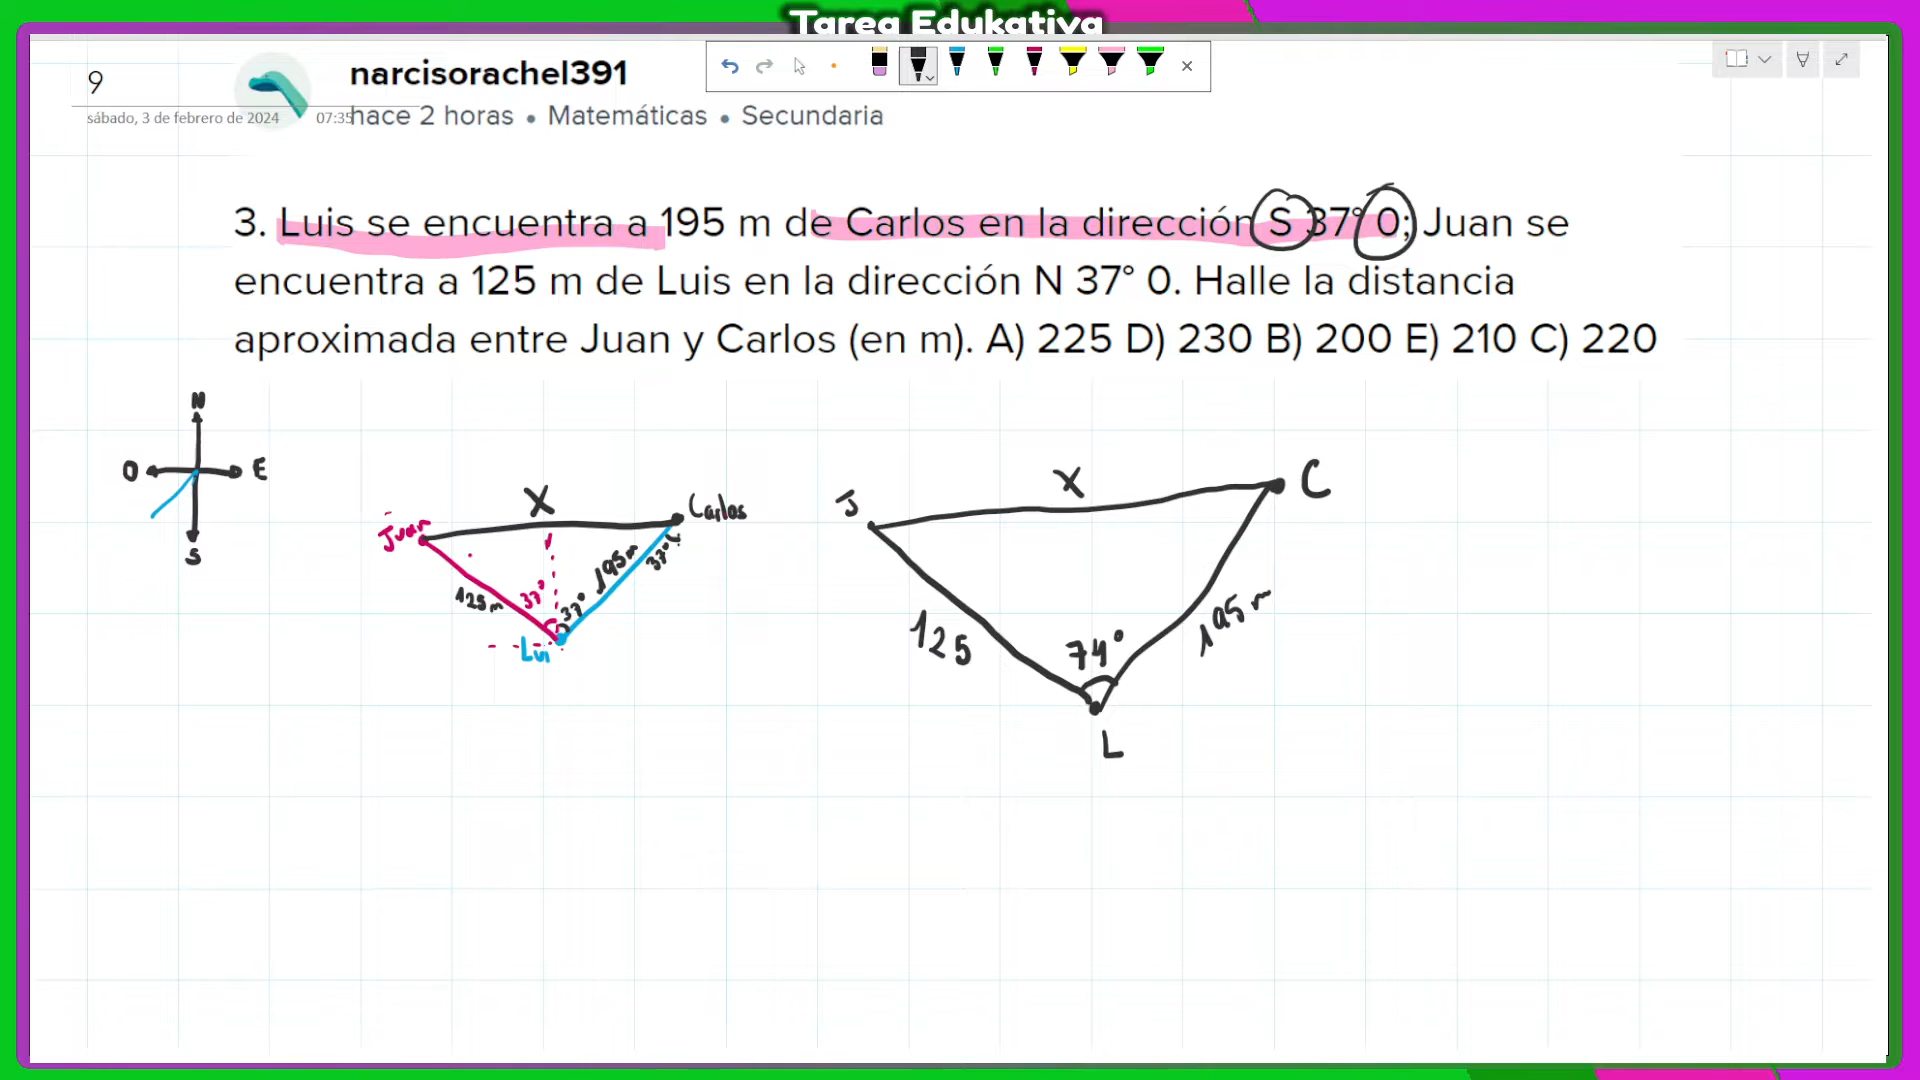 Tarea Edukativa
9
narcisorachel391
sábado, 3 de febrero de 2024 07:35
hace 2 horas • Matemáticas • Secundaria
3. Luis se encuentra a 195 m de Carlos en la dirección S 37° 0; Juan se
encuentra a 125 m de Luis en la dirección N 37° 0. Halle la distancia
aproximada entre Juan y Carlos (en m). A) 225 D) 230 B) 200 E) 210 C) 220
N
O E
S
X
Juan Carlos
125 m 37° 37° 195 m 37°
Lui
X
J C
125 74° 195 m
L